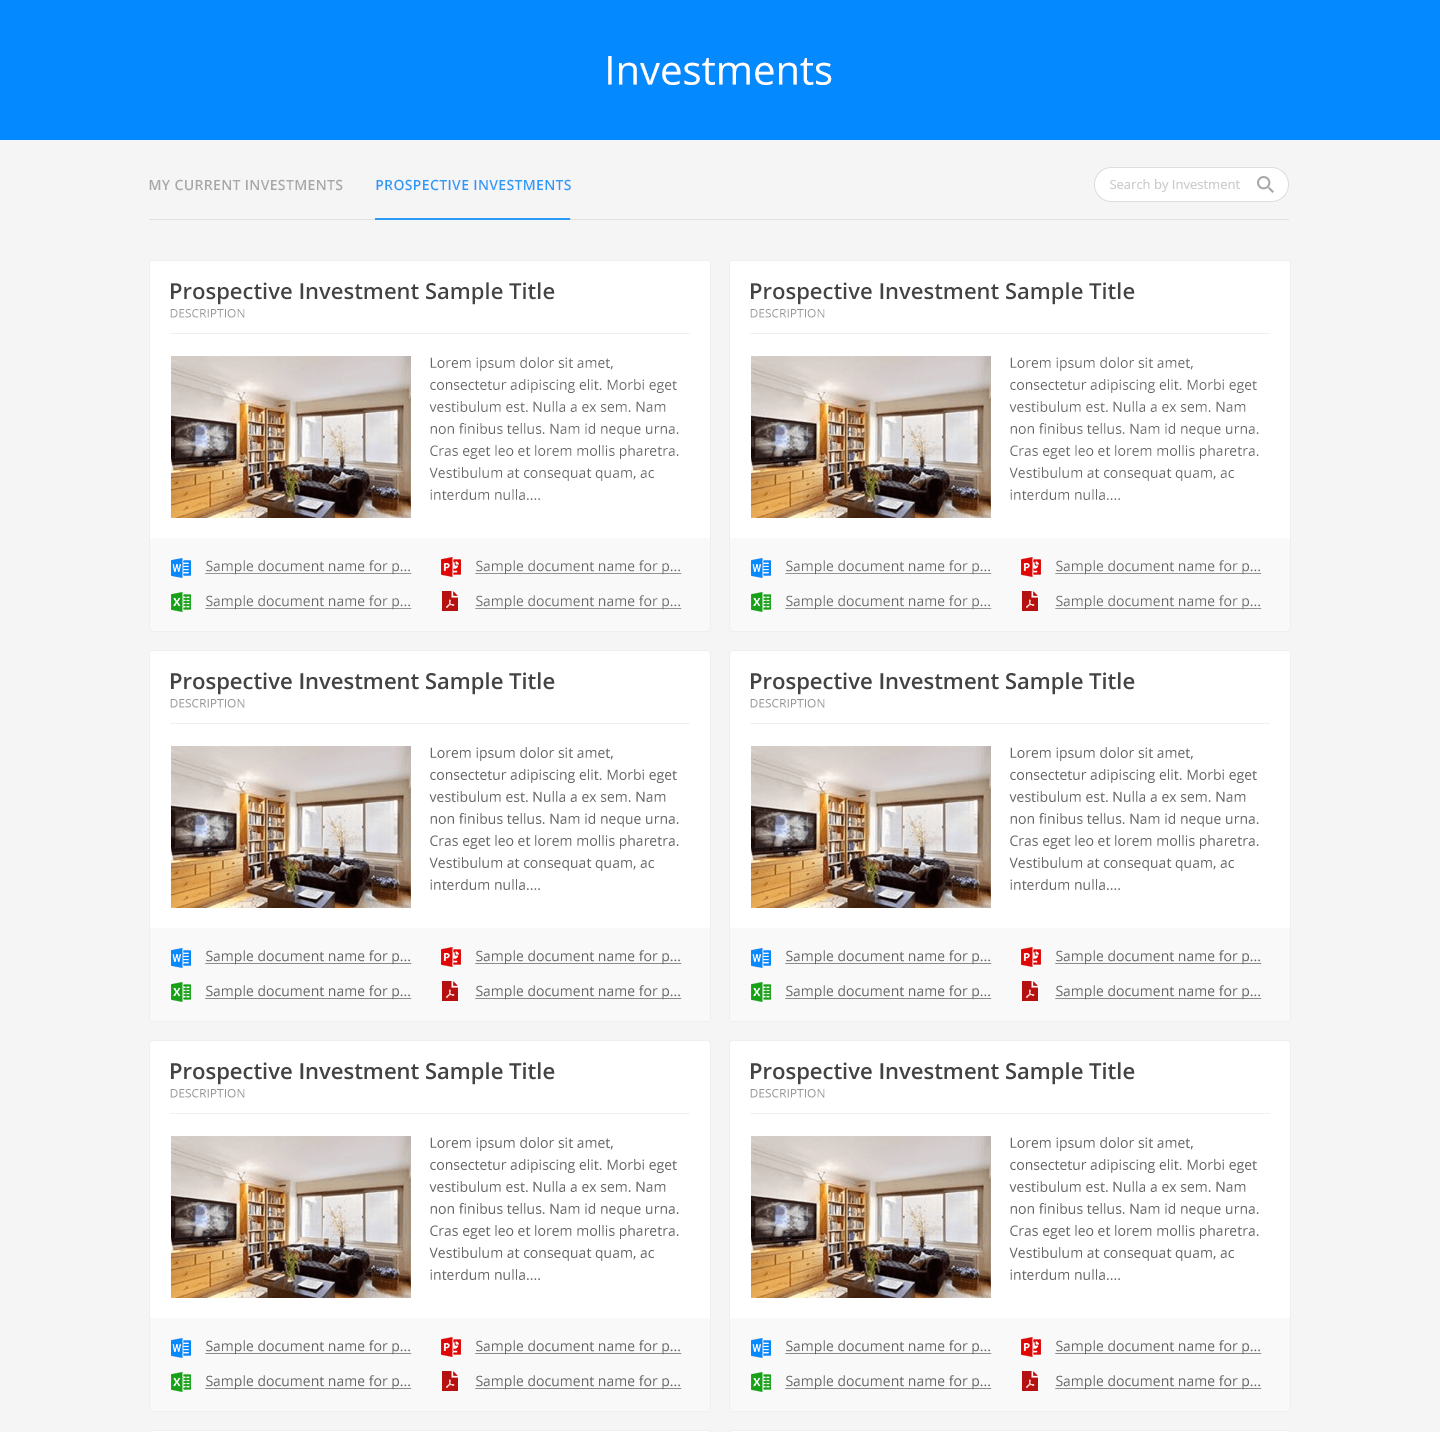 Investments
MY CURRENT INVESTMENTS PROSPECTIVE INVESTMENTS Search by Investment
Prospective Investment Sample Title
DESCRIPTION
Lorem ipsum dolor sit amet,
consectetur adipiscing elit. Morbi eget
vestibulum est. Nulla a ex sem. Nam
non finibus tellus. Nam id neque urna.
Cras eget leo et lorem mollis pharetra.
Vestibulum at consequat quam, ac
interdum nulla....
Sample document name for p... Sample document name for p...
Sample document name for p... Sample document name for p...
Prospective Investment Sample Title
DESCRIPTION
Lorem ipsum dolor sit amet,
consectetur adipiscing elit. Morbi eget
vestibulum est. Nulla a ex sem. Nam
non finibus tellus. Nam id neque urna.
Cras eget leo et lorem mollis pharetra.
Vestibulum at consequat quam, ac
interdum nulla....
Sample document name for p... Sample document name for p...
Sample document name for p... Sample document name for p...
Prospective Investment Sample Title
DESCRIPTION
Lorem ipsum dolor sit amet,
consectetur adipiscing elit. Morbi eget
vestibulum est. Nulla a ex sem. Nam
non finibus tellus. Nam id neque urna.
Cras eget leo et lorem mollis pharetra.
Vestibulum at consequat quam, ac
interdum nulla....
Sample document name for p... Sample document name for p...
Sample document name for p... Sample document name for p...
Prospective Investment Sample Title
DESCRIPTION
Lorem ipsum dolor sit amet,
consectetur adipiscing elit. Morbi eget
vestibulum est. Nulla a ex sem. Nam
non finibus tellus. Nam id neque urna.
Cras eget leo et lorem mollis pharetra.
Vestibulum at consequat quam, ac
interdum nulla....
Sample document name for p... Sample document name for p...
Sample document name for p... Sample document name for p...
Prospective Investment Sample Title
DESCRIPTION
Lorem ipsum dolor sit amet,
consectetur adipiscing elit. Morbi eget
vestibulum est. Nulla a ex sem. Nam
non finibus tellus. Nam id neque urna.
Cras eget leo et lorem mollis pharetra.
Vestibulum at consequat quam, ac
interdum nulla....
Sample document name for p... Sample document name for p...
Sample document name for p... Sample document name for p...
Prospective Investment Sample Title
DESCRIPTION
Lorem ipsum dolor sit amet,
consectetur adipiscing elit. Morbi eget
vestibulum est. Nulla a ex sem. Nam
non finibus tellus. Nam id neque urna.
Cras eget leo et lorem mollis pharetra.
Vestibulum at consequat quam, ac
interdum nulla....
Sample document name for p... Sample document name for p...
Sample document name for p... Sample document name for p...